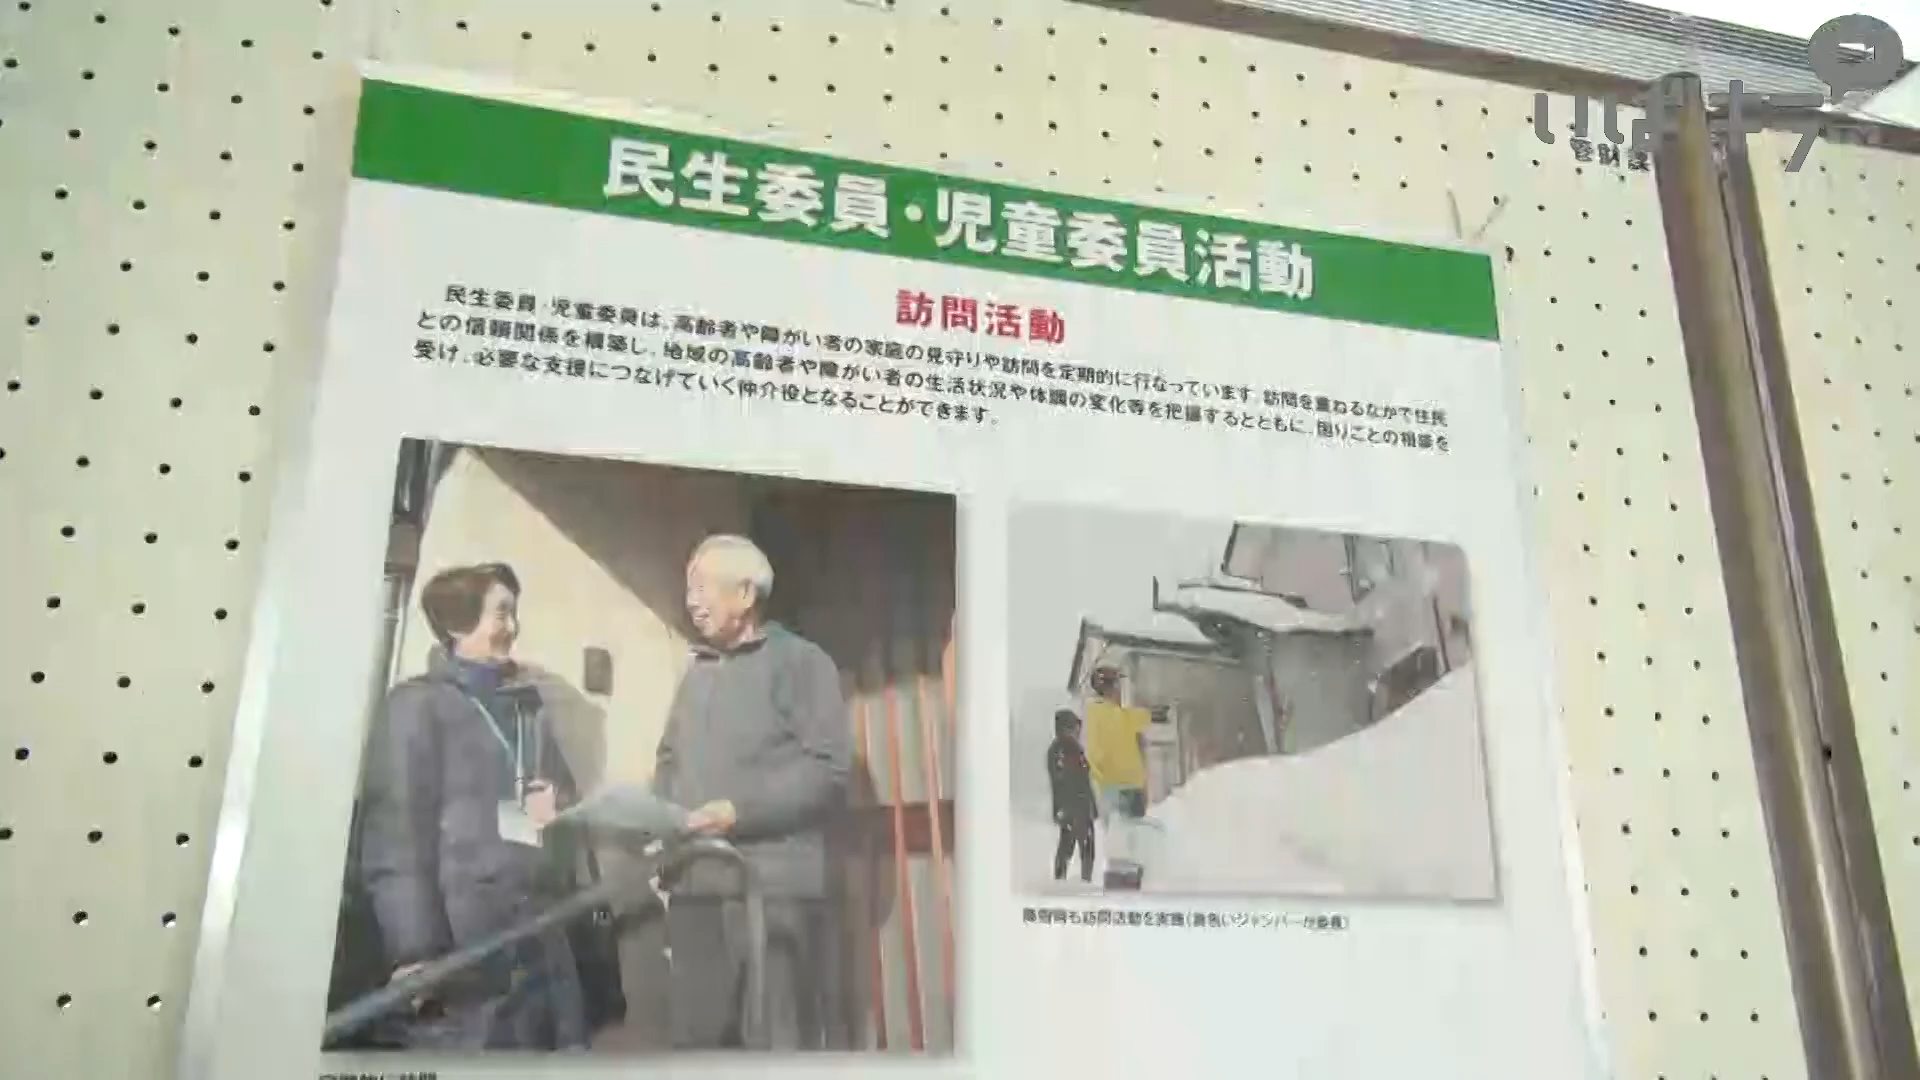 民生委員・児童委員活動
訪問活動
民生委員・児童委員は、高齢者や障がい者の家庭の見守りや訪問を定期的に行なっています。訪問を重ねるなかで住民
との信頼関係を構築し、地域の高齢者や障がい者の生活状況や体調の変化等を把握するとともに、困りごとの相談を
受け、必要な支援につなげていく仲介役となることができます。
降雪時も訪問活動を実施(黄色いジャンパーが委員)
管財課